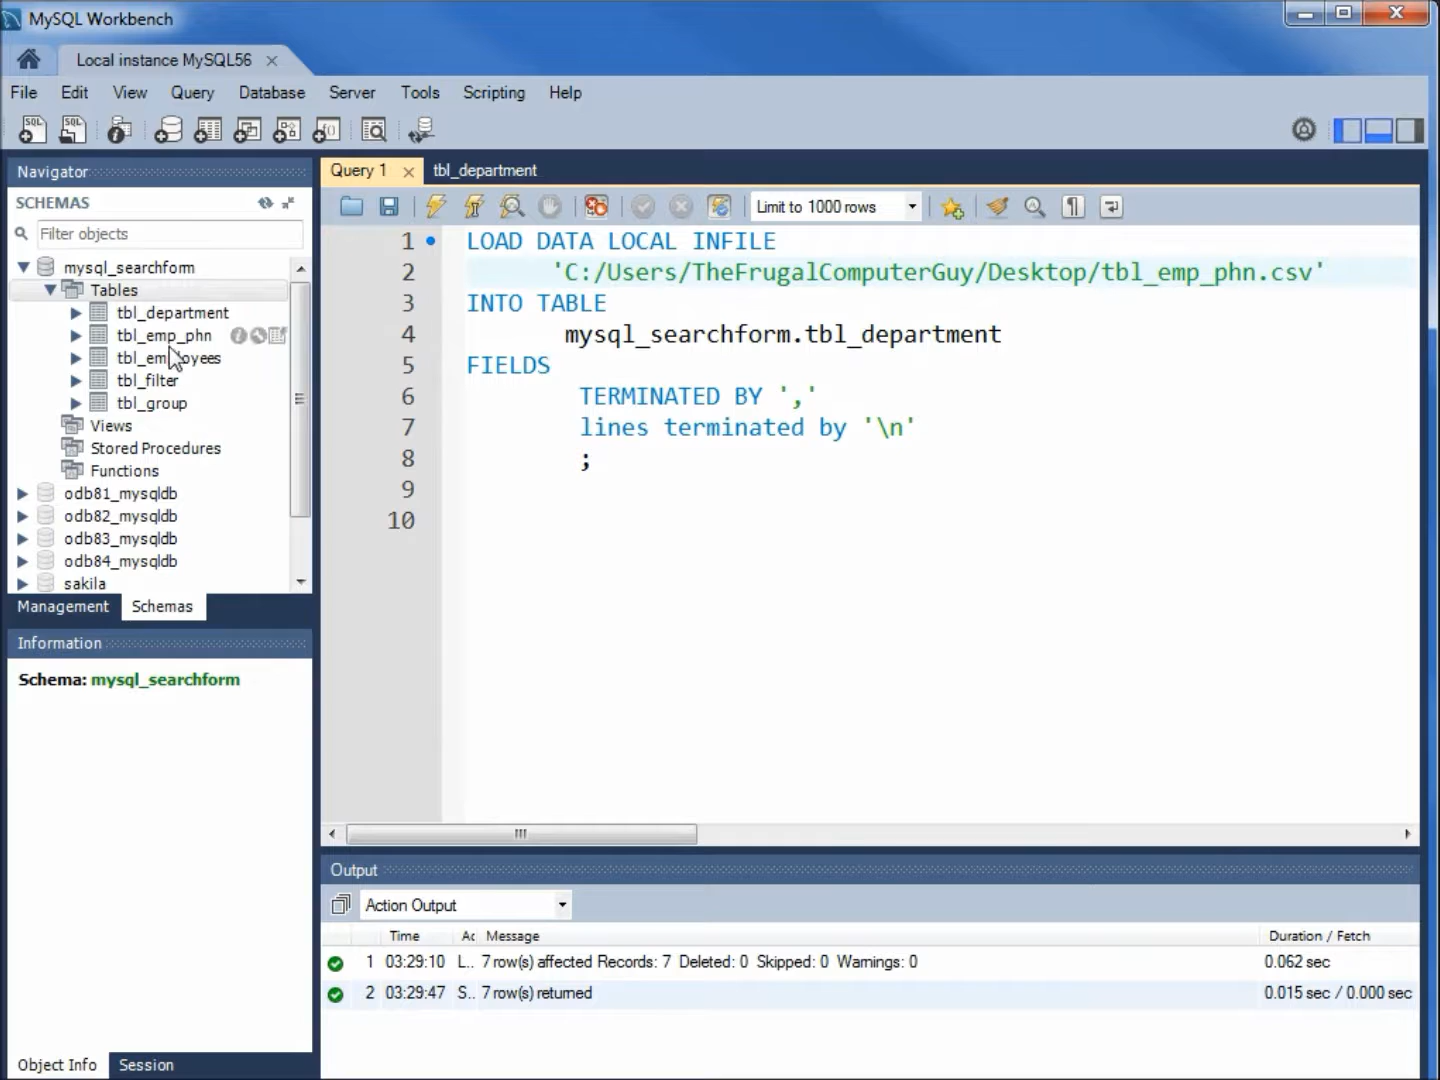 MySQL Workbench
Local instance MySQL56
File Edit View Query Database Server Tools Scripting Help
Navigator
SCHEMAS
Filter objects
mysql_searchform
Tables
tbl_department
tbl_emp_phn
tbl_employees
tbl_filter
tbl_group
Views
Stored Procedures
Functions
odb81_mysqldb
odb82_mysqldb
odb83_mysqldb
odb84_mysqldb
sakila
Management Schemas
Information
Schema: mysql_searchform
Object Info Session
Query 1 tbl_department
Limit to 1000 rows
1 LOAD DATA LOCAL INFILE
2 'C:/Users/TheFrugalComputerGuy/Desktop/tbl_emp_phn.csv'
3 INTO TABLE
4 mysql_searchform.tbl_department
5 FIELDS
6 TERMINATED BY ','
7 lines terminated by '\n'
8 ;
9
10
Output
Action Output
Time Ac Message Duration / Fetch
1 03:29:10 L... 7 row(s) affected Records: 7 Deleted: 0 Skipped: 0 Warnings: 0 0.062 sec
2 03:29:47 S... 7 row(s) returned 0.015 sec / 0.000 sec